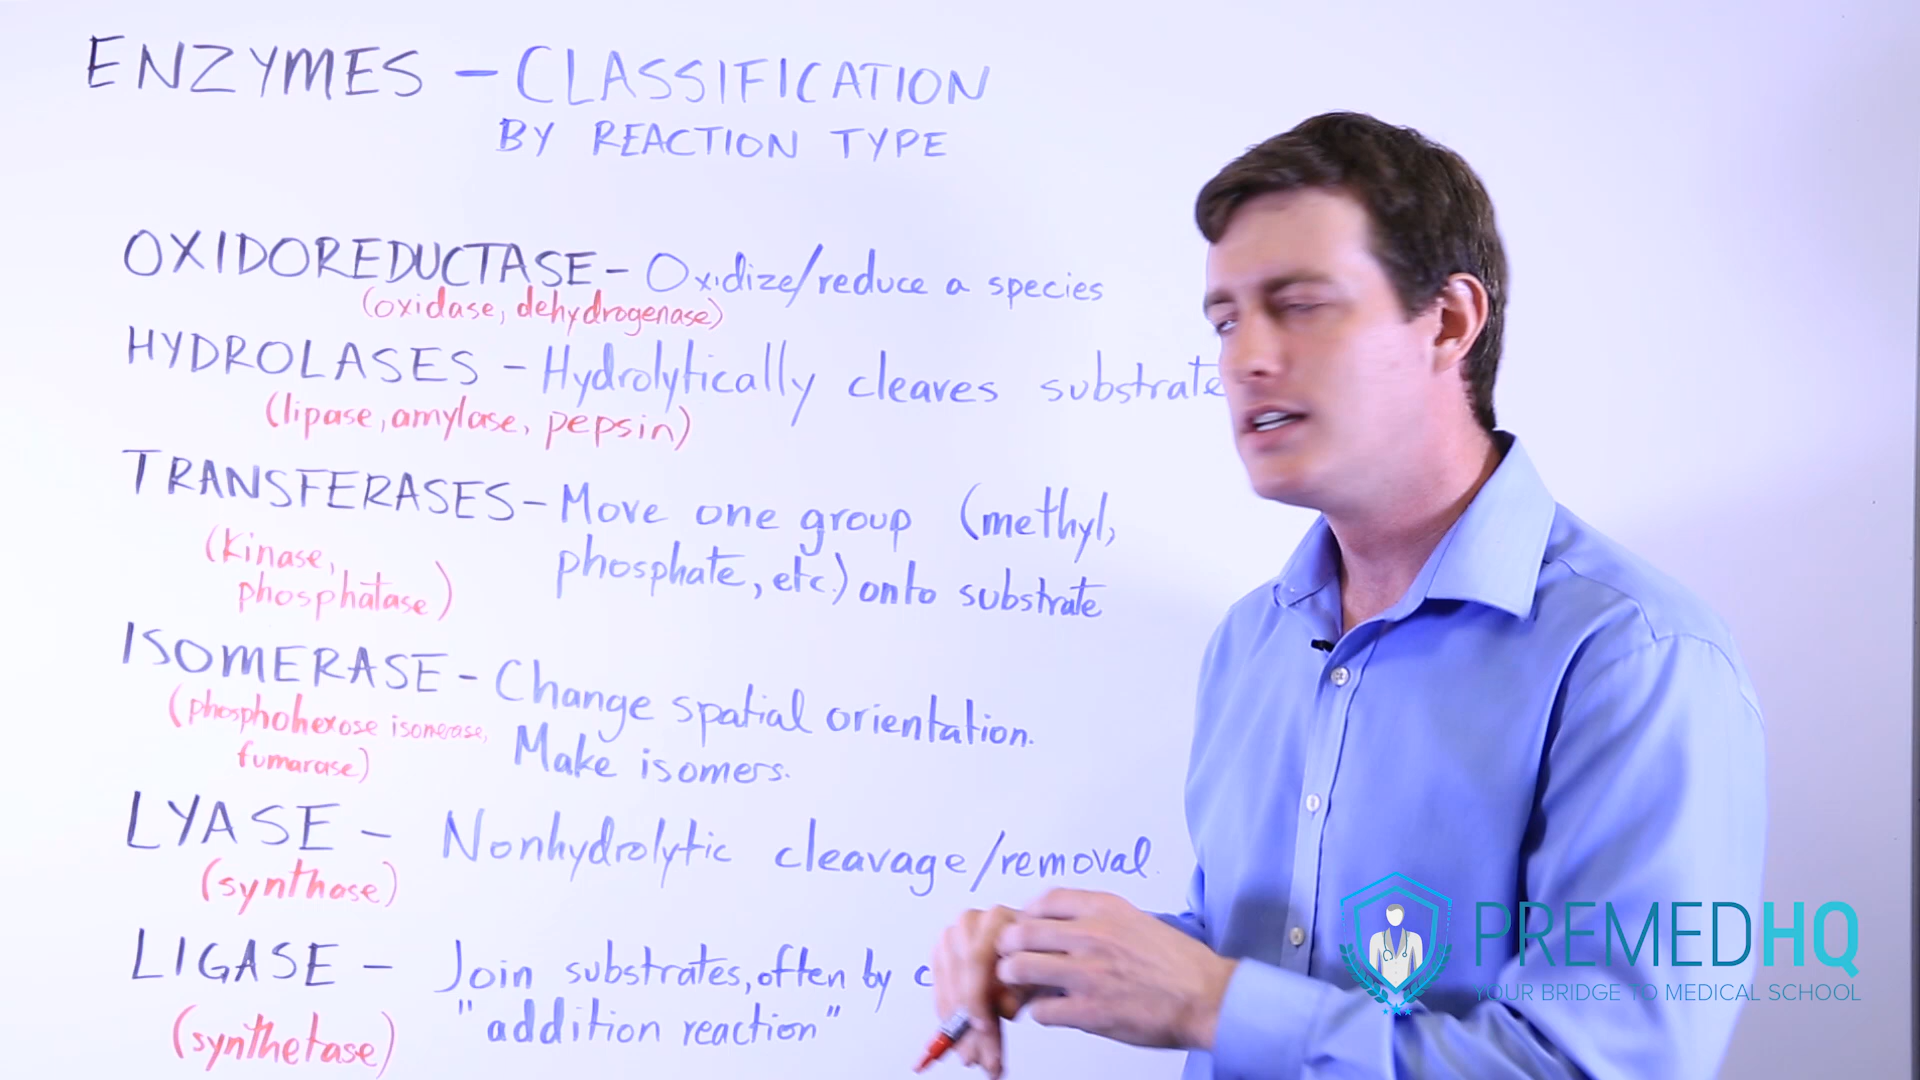 ENZYMES - CLASSIFICATION
BY REACTION TYPE
OXIDOREDUCTASE - Oxidize/reduce a species
(oxidase, dehydrogenase)
HYDROLASES - Hydrolytically cleaves substrate
(lipase, amylase, pepsin)
TRANSFERASES - Move one group (methyl,
phosphate, etc.) onto substrate
(Kinase,
phosphatase)
ISOMERASE - Change spatial orientation.
Make isomers.
(phosphohexose isomerase,
fumarase)
LYASE - Nonhydrolytic cleavage/removal.
(synthase)
LIGASE - Join substrates, often by
"addition reaction"
(synthetase)
PREMEDHQ
YOUR BRIDGE TO MEDICAL SCHOOL